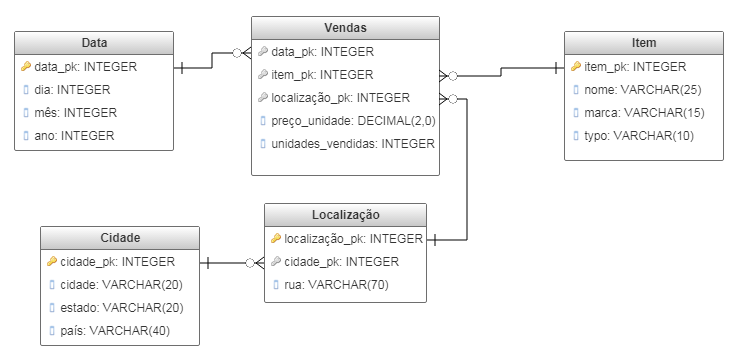 Data
data_pk: INTEGER
dia: INTEGER
mês: INTEGER
ano: INTEGER
Vendas
data_pk: INTEGER
item_pk: INTEGER
localização_pk: INTEGER
preço_unidade: DECIMAL(2,0)
unidades_vendidas: INTEGER
Item
item_pk: INTEGER
nome: VARCHAR(25)
marca: VARCHAR(15)
typo: VARCHAR(10)
Cidade
cidade_pk: INTEGER
cidade: VARCHAR(20)
estado: VARCHAR(20)
país: VARCHAR(40)
Localização
localização_pk: INTEGER
cidade_pk: INTEGER
rua: VARCHAR(70)